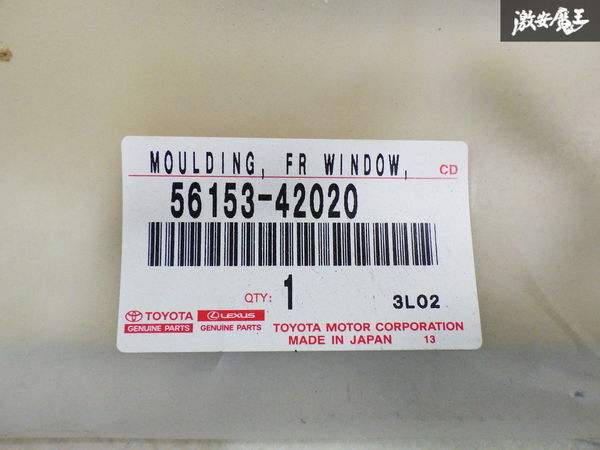 激安魔王
MOULDING, FR WINDOW,
CD
56153-42020
QTY: 1
3L02
TOYOTA
GENUINE PARTS
LEXUS
GENUINE PARTS
TOYOTA MOTOR CORPORATION
MADE IN JAPAN 13